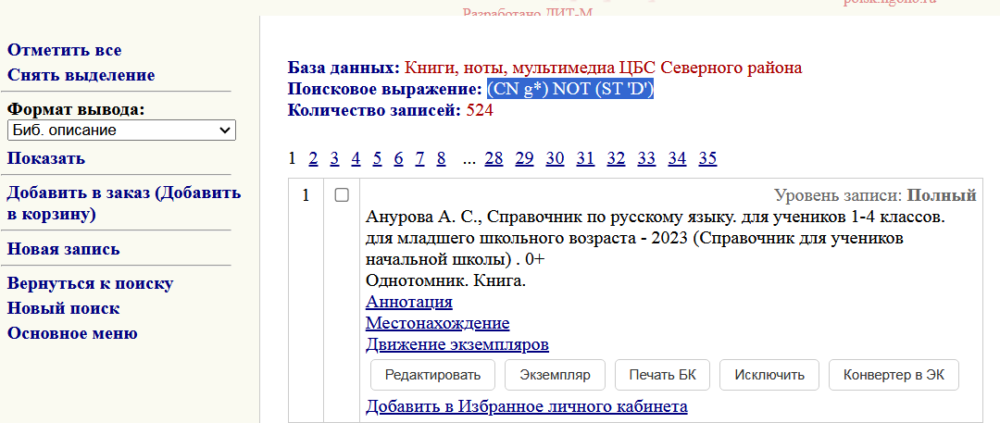 Разработано ДИТ-М
Отметить все
Снять выделение
Формат вывода:
Биб. описание
Показать
Добавить в заказ (Добавить
в корзину)
Новая запись
Вернуться к поиску
Новый поиск
Основное меню
База данных: Книги, ноты, мультимедиа ЦБС Северного района
Поисковое выражение: (CN g*) NOT (ST 'D')
Количество записей: 524
1 2 3 4 5 6 7 8 ... 28 29 30 31 32 33 34 35
1
Уровень записи: Полный
Анурова А. С., Справочник по русскому языку. для учеников 1-4 классов.
для младшего школьного возраста - 2023 (Справочник для учеников
начальной школы) . 0+
Однотомник. Книга.
Аннотация
Местонахождение
Движение экземпляров
Редактировать Экземпляр Печать БК Исключить Конвертер в ЭК
Добавить в Избранное личного кабинета